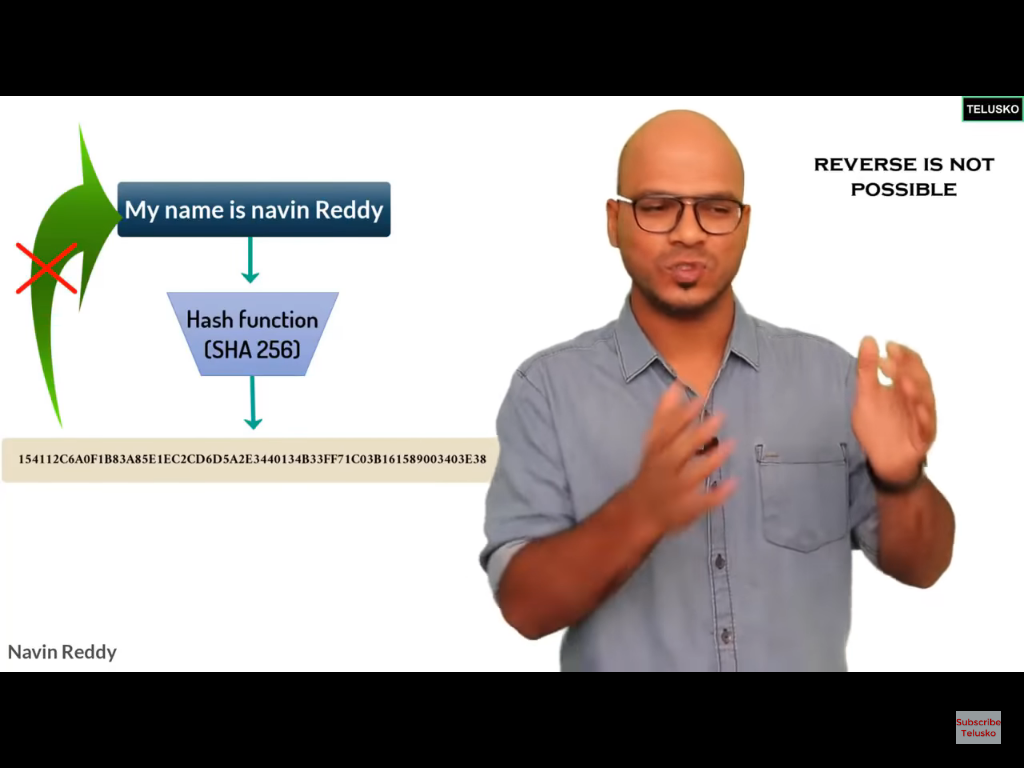 TELUSKO
REVERSE IS NOT
POSSIBLE
My name is navin Reddy
Hash function
(SHA 256)
154112C6A0F1B83A85E1EC2CD6D5A2E3440134B33FF71C03B161589003403E38
Navin Reddy
Subscribe
Telusko